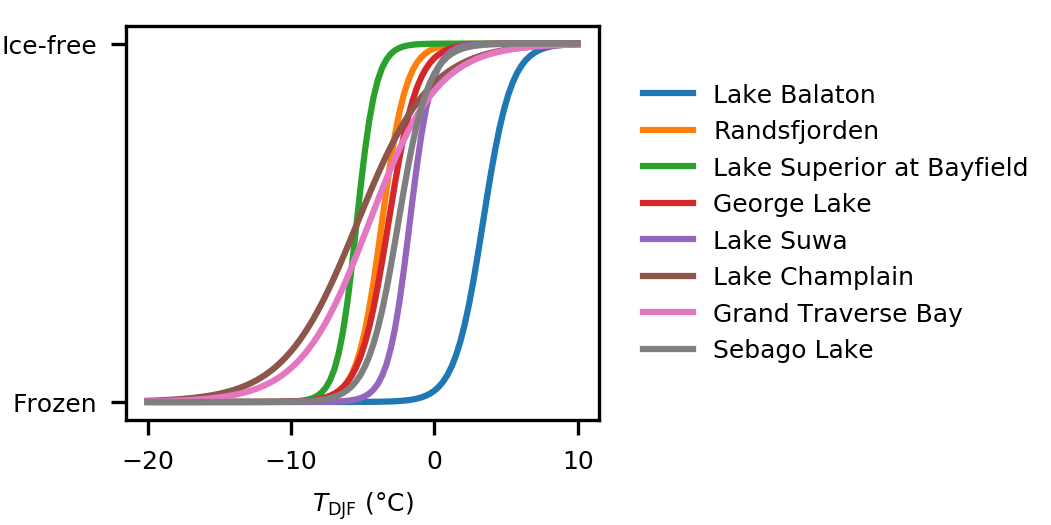 Ice-free
Frozen
−20
−10
0
10
T_DJF (°C)
Lake Balaton
Randsfjorden
Lake Superior at Bayfield
George Lake
Lake Suwa
Lake Champlain
Grand Traverse Bay
Sebago Lake